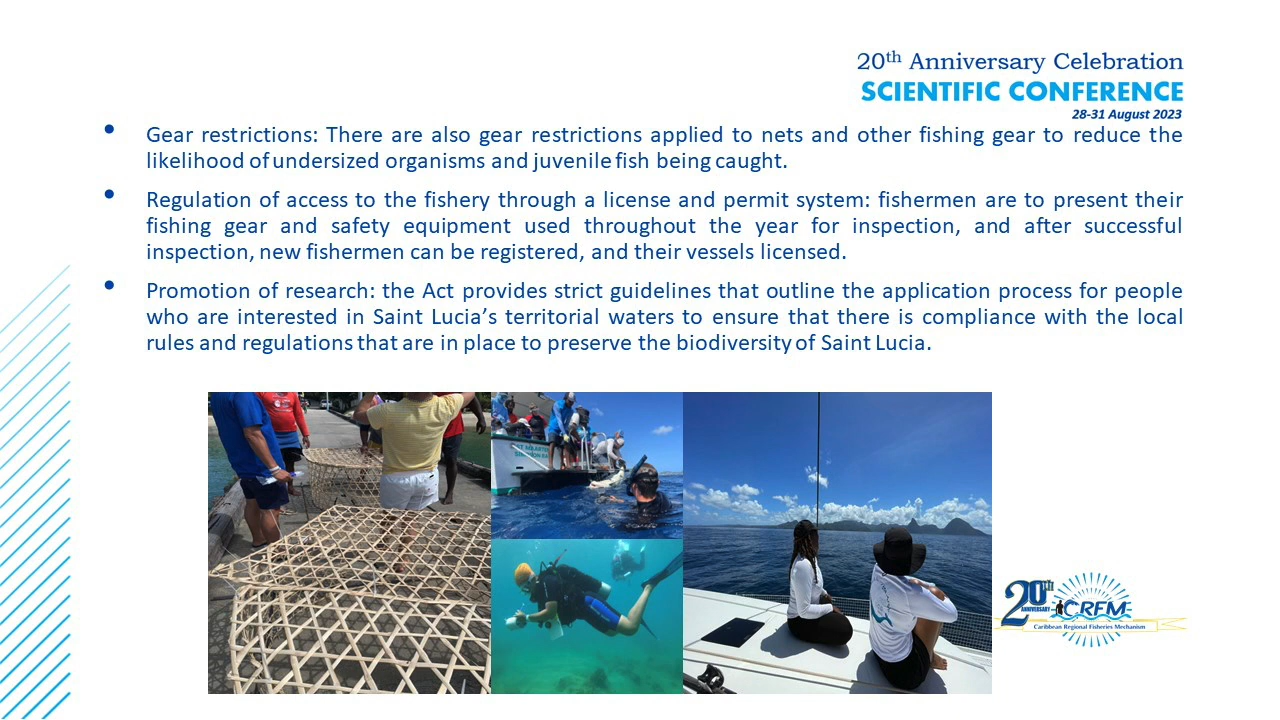 20th Anniversary Celebration
SCIENTIFIC CONFERENCE
28-31 August 2023
• Gear restrictions: There are also gear restrictions applied to nets and other fishing gear to reduce the
likelihood of undersized organisms and juvenile fish being caught.
• Regulation of access to the fishery through a license and permit system: fishermen are to present their
fishing gear and safety equipment used throughout the year for inspection, and after successful
inspection, new fishermen can be registered, and their vessels licensed.
• Promotion of research: the Act provides strict guidelines that outline the application process for people
who are interested in Saint Lucia's territorial waters to ensure that there is compliance with the local
rules and regulations that are in place to preserve the biodiversity of Saint Lucia.
20TH
ANNIVERSARY
CRFM
Caribbean Regional Fisheries Mechanism